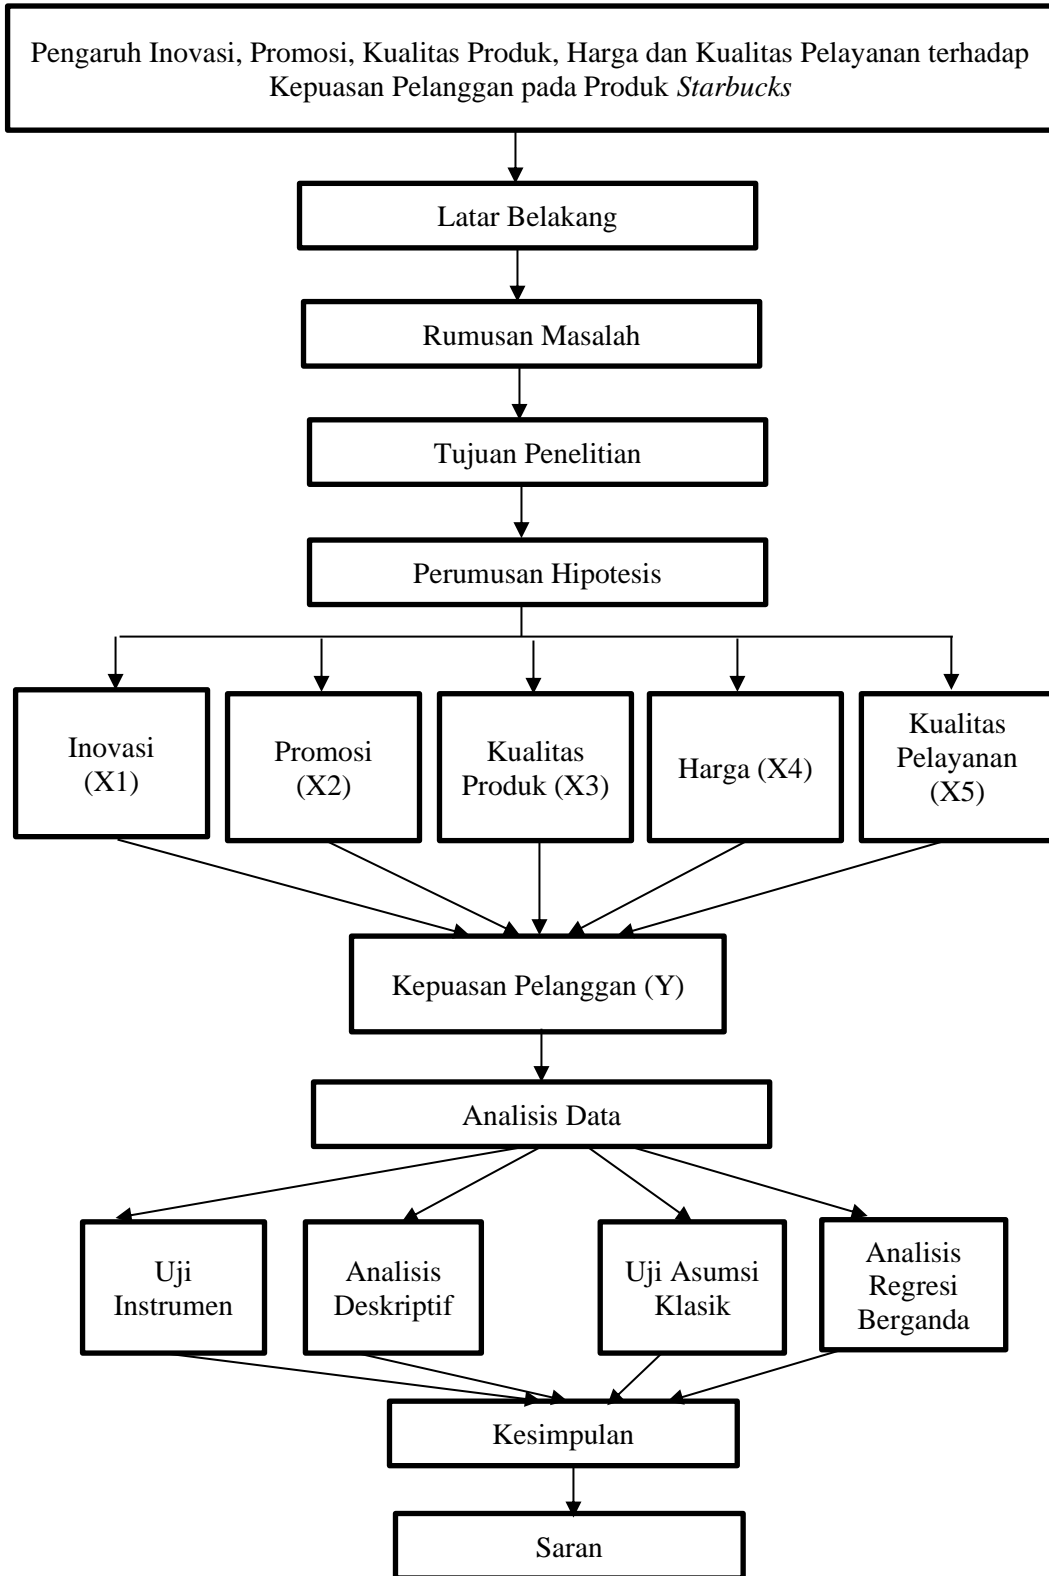 Pengaruh Inovasi, Promosi, Kualitas Produk, Harga dan Kualitas Pelayanan terhadap
Kepuasan Pelanggan pada Produk Starbucks
Latar Belakang
Rumusan Masalah
Tujuan Penelitian
Perumusan Hipotesis
Inovasi
(X1)
Promosi
(X2)
Kualitas
Produk (X3)
Harga (X4)
Kualitas
Pelayanan
(X5)
Kepuasan Pelanggan (Y)
Analisis Data
Uji
Instrumen
Analisis
Deskriptif
Uji Asumsi
Klasik
Analisis
Regresi
Berganda
Kesimpulan
Saran